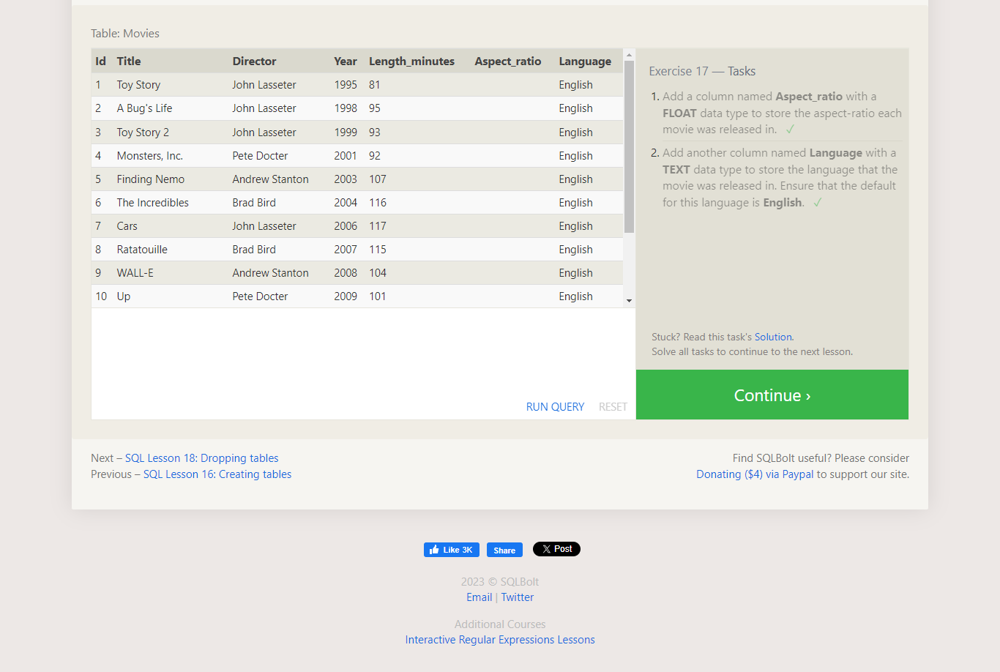 Table: Movies
Id Title Director Year Length_minutes Aspect_ratio Language
1 Toy Story John Lasseter 1995 81 English
2 A Bug's Life John Lasseter 1998 95 English
3 Toy Story 2 John Lasseter 1999 93 English
4 Monsters, Inc. Pete Docter 2001 92 English
5 Finding Nemo Andrew Stanton 2003 107 English
6 The Incredibles Brad Bird 2004 116 English
7 Cars John Lasseter 2006 117 English
8 Ratatouille Brad Bird 2007 115 English
9 WALL-E Andrew Stanton 2008 104 English
10 Up Pete Docter 2009 101 English
RUN QUERY RESET
Exercise 17 — Tasks
1. Add a column named Aspect_ratio with a
FLOAT data type to store the aspect-ratio each
movie was released in. ✓
2. Add another column named Language with a
TEXT data type to store the language that the
movie was released in. Ensure that the default
for this language is English. ✓
Stuck? Read this task's Solution.
Solve all tasks to continue to the next lesson.
Continue ›
Next – SQL Lesson 18: Dropping tables
Previous – SQL Lesson 16: Creating tables
Find SQLBolt useful? Please consider
Donating ($4) via Paypal to support our site.
Like 3K Share X Post
2023 © SQLBolt
Email | Twitter
Additional Courses
Interactive Regular Expressions Lessons